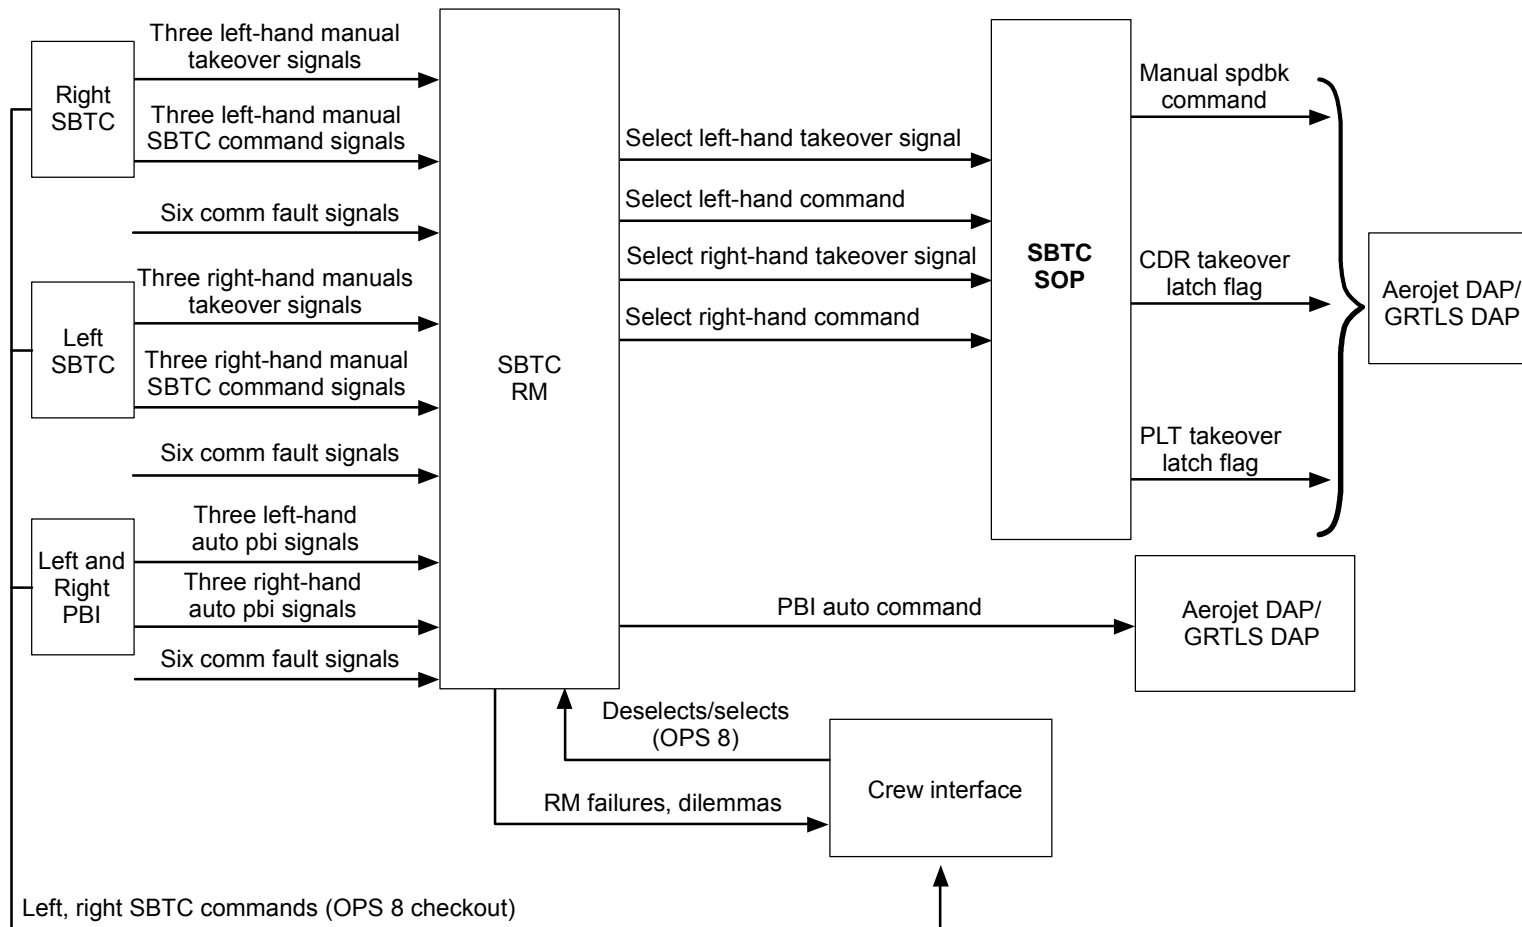 Three left-hand manual
takeover signals
Right
SBTC
Three left-hand manual
SBTC command signals
Six comm fault signals
Three right-hand manuals
takeover signals
Left
SBTC
Three right-hand manual
SBTC command signals
Six comm fault signals
Three left-hand
auto pbi signals
Left and
Right
PBI
Three right-hand
auto pbi signals
Six comm fault signals
SBTC
RM
Select left-hand takeover signal
Select left-hand command
Select right-hand takeover signal
Select right-hand command
SBTC
SOP
Manual spdbk
command
CDR takeover
latch flag
PLT takeover
latch flag
Aerojet DAP/
GRTLS DAP
PBI auto command
Aerojet DAP/
GRTLS DAP
Deselects/selects
(OPS 8)
RM failures, dilemmas
Crew interface
Left, right SBTC commands (OPS 8 checkout)